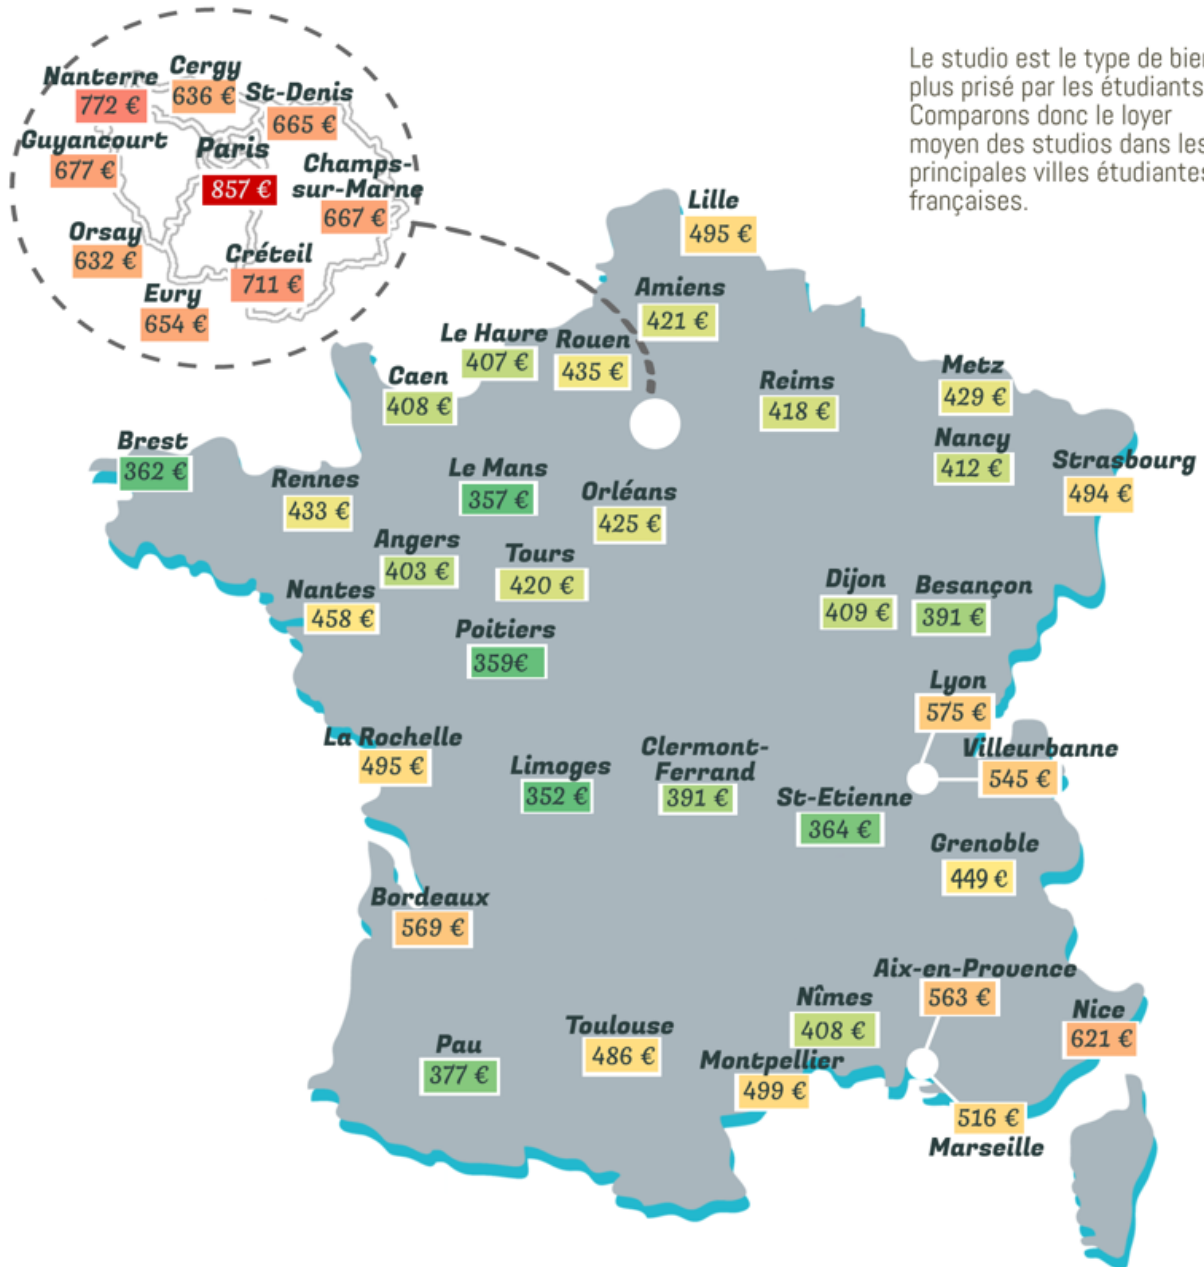 Le studio est le type de bien
plus prisé par les étudiants
Comparons donc le loyer
moyen des studios dans les
principales villes étudiantes
françaises.
Nanterre
772 €
Cergy
636 €
St-Denis
665 €
Guyancourt
677 €
Paris
857 €
Champs-
sur-Marne
667 €
Orsay
632 €
Créteil
711 €
Evry
654 €
Lille
495 €
Amiens
421 €
Le Havre
407 €
Rouen
435 €
Caen
408 €
Reims
418 €
Metz
429 €
Nancy
412 €
Strasbourg
494 €
Brest
362 €
Rennes
433 €
Le Mans
357 €
Orléans
425 €
Angers
403 €
Tours
420 €
Nantes
458 €
Dijon
409 €
Besançon
391 €
Poitiers
359€
Lyon
575 €
Villeurbanne
545 €
La Rochelle
495 €
Limoges
352 €
Clermont-
Ferrand
391 €
St-Etienne
364 €
Grenoble
449 €
Bordeaux
569 €
Aix-en-Provence
563 €
Nîmes
408 €
Nice
621 €
Pau
377 €
Toulouse
486 €
Montpellier
499 €
516 €
Marseille